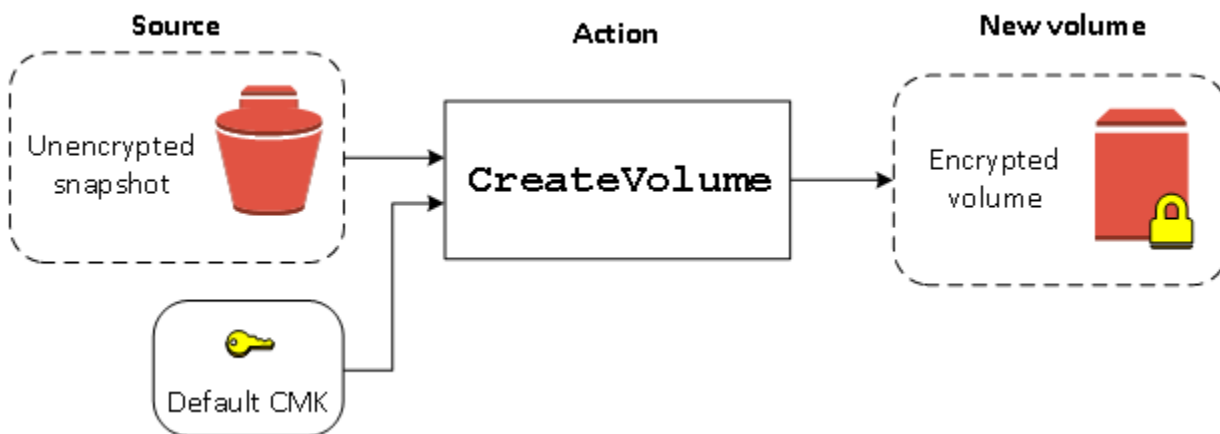 Source
Action
New volume
Unencrypted
snapshot
CreateVolume
Encrypted
volume
Default CMK